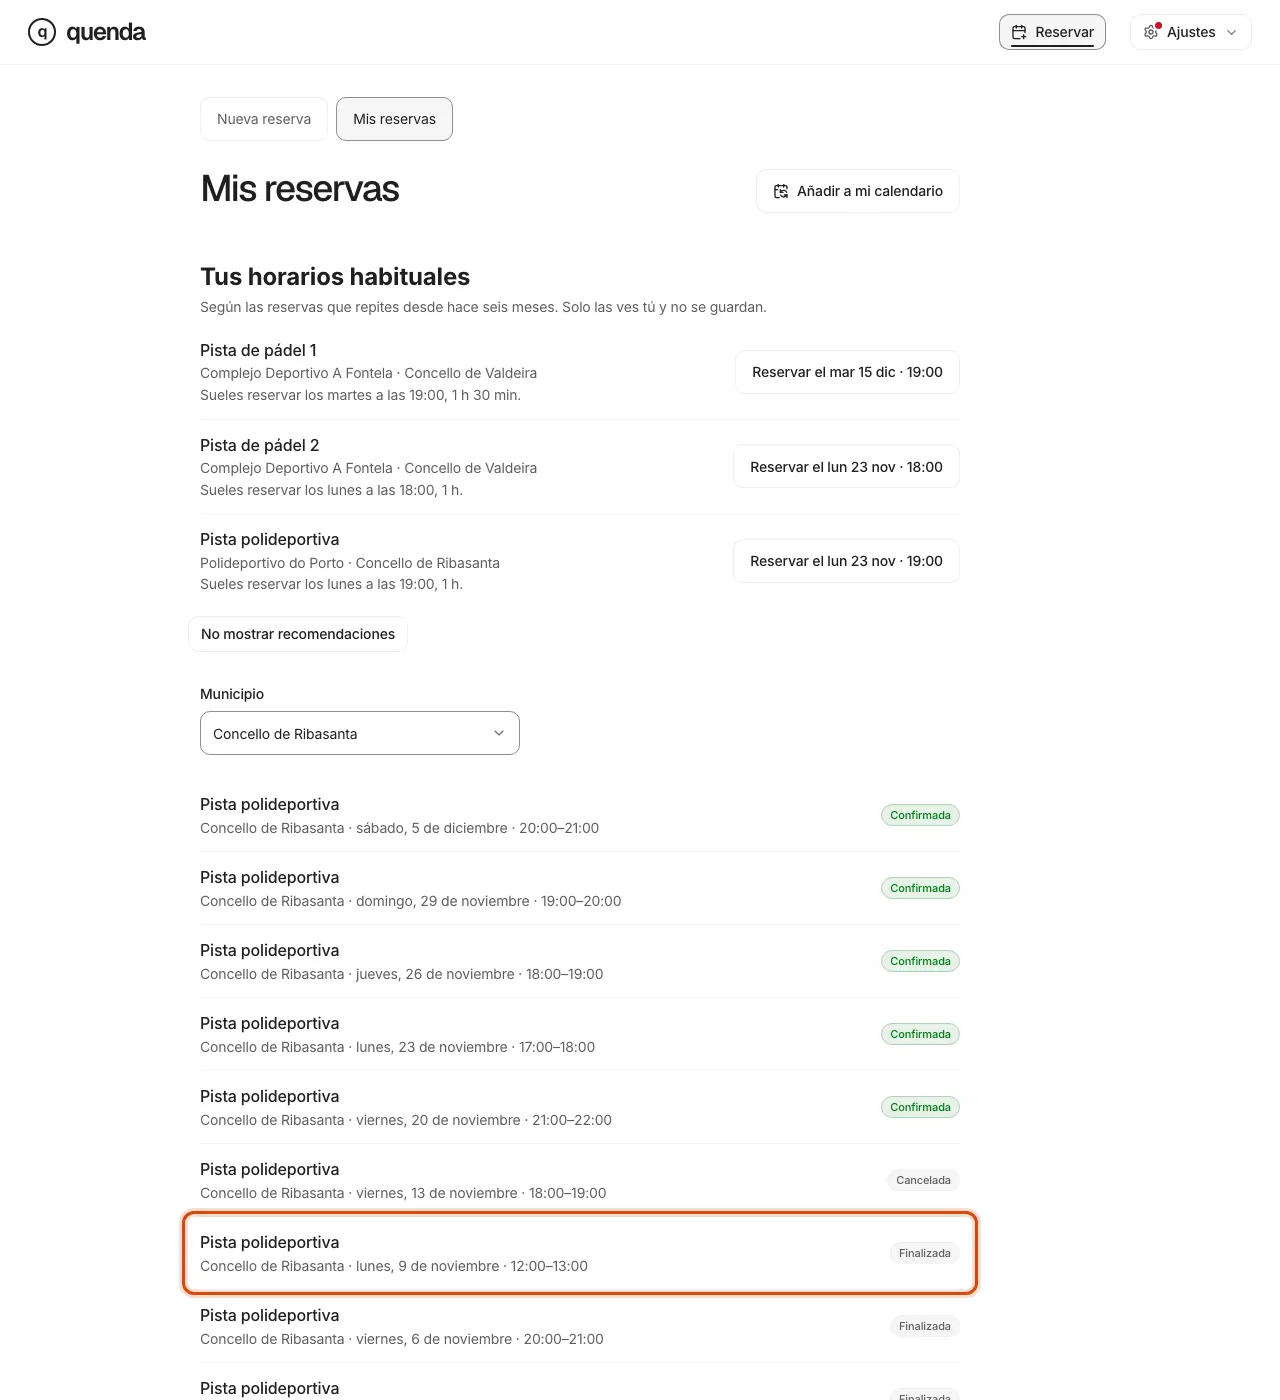 q quenda
Reservar
Ajustes
Nueva reserva
Mis reservas
Mis reservas
Añadir a mi calendario
Tus horarios habituales
Según las reservas que repites desde hace seis meses. Solo las ves tú y no se guardan.
Pista de pádel 1
Complejo Deportivo A Fontela · Concello de Valdeira
Sueles reservar los martes a las 19:00, 1 h 30 min.
Reservar el mar 15 dic · 19:00
Pista de pádel 2
Complejo Deportivo A Fontela · Concello de Valdeira
Sueles reservar los lunes a las 18:00, 1 h.
Reservar el lun 23 nov · 18:00
Pista polideportiva
Polideportivo do Porto · Concello de Ribasanta
Sueles reservar los lunes a las 19:00, 1 h.
Reservar el lun 23 nov · 19:00
No mostrar recomendaciones
Municipio
Concello de Ribasanta
Pista polideportiva
Concello de Ribasanta · sábado, 5 de diciembre · 20:00–21:00
Confirmada
Pista polideportiva
Concello de Ribasanta · domingo, 29 de noviembre · 19:00–20:00
Confirmada
Pista polideportiva
Concello de Ribasanta · jueves, 26 de noviembre · 18:00–19:00
Confirmada
Pista polideportiva
Concello de Ribasanta · lunes, 23 de noviembre · 17:00–18:00
Confirmada
Pista polideportiva
Concello de Ribasanta · viernes, 20 de noviembre · 21:00–22:00
Confirmada
Pista polideportiva
Concello de Ribasanta · viernes, 13 de noviembre · 18:00–19:00
Cancelada
Pista polideportiva
Concello de Ribasanta · lunes, 9 de noviembre · 12:00–13:00
Finalizada
Pista polideportiva
Concello de Ribasanta · viernes, 6 de noviembre · 20:00–21:00
Finalizada
Pista polideportiva
Finalizada